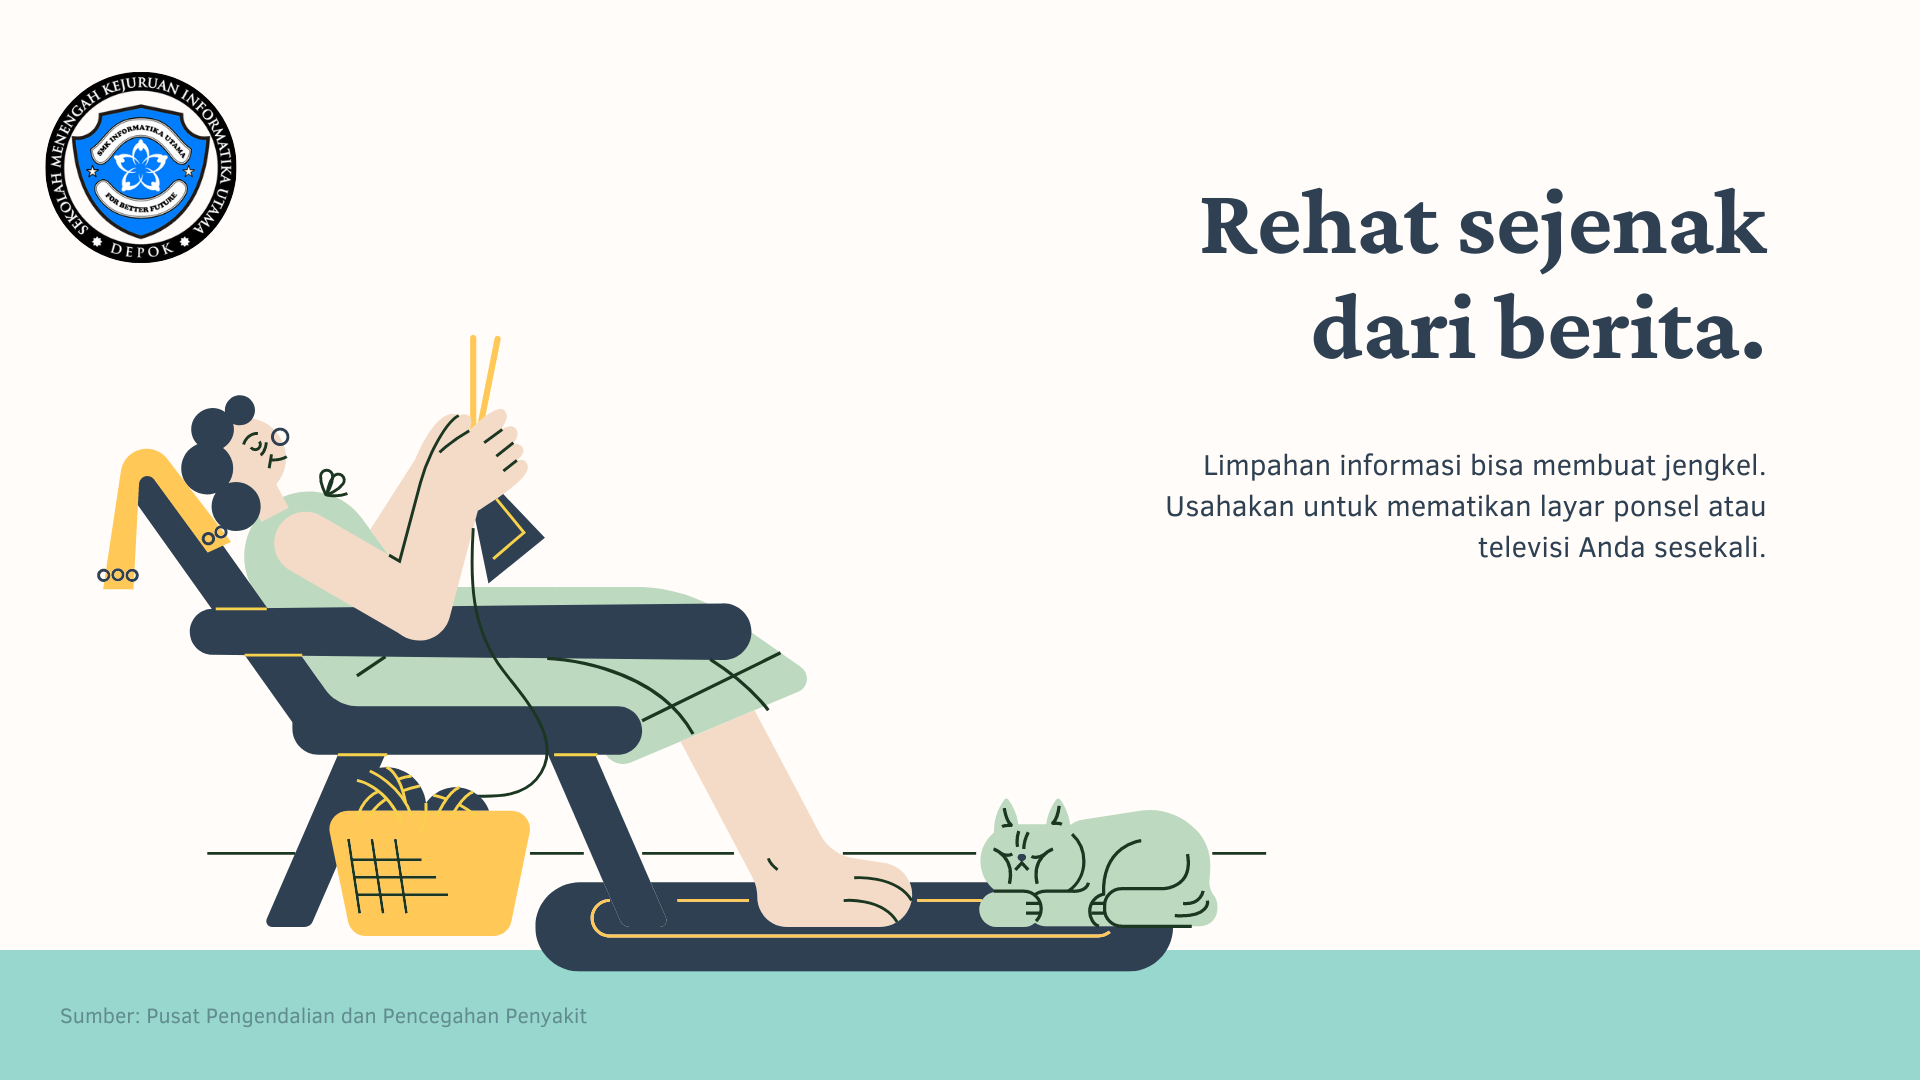 SEKOLAH MENENGAH KEJURUAN INFORMATIKA UTAMA
SMK INFORMATIKA UTAMA
FOR BETTER FUTURE
DEPOK
Rehat sejenak
dari berita.
Limpahan informasi bisa membuat jengkel.
Usahakan untuk mematikan layar ponsel atau
televisi Anda sesekali.
Sumber: Pusat Pengendalian dan Pencegahan Penyakit